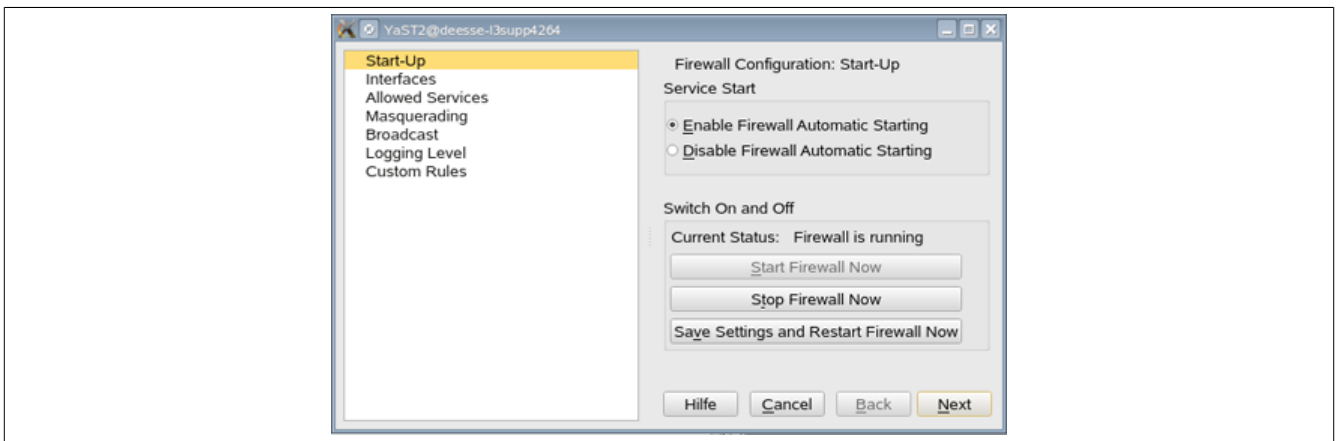 YaST2@deesse-l3supp4264
Start-Up
Interfaces
Allowed Services
Masquerading
Broadcast
Logging Level
Custom Rules
Firewall Configuration: Start-Up
Service Start
Enable Firewall Automatic Starting
Disable Firewall Automatic Starting
Switch On and Off
Current Status: Firewall is running
Start Firewall Now
Stop Firewall Now
Save Settings and Restart Firewall Now
Hilfe Cancel Back Next